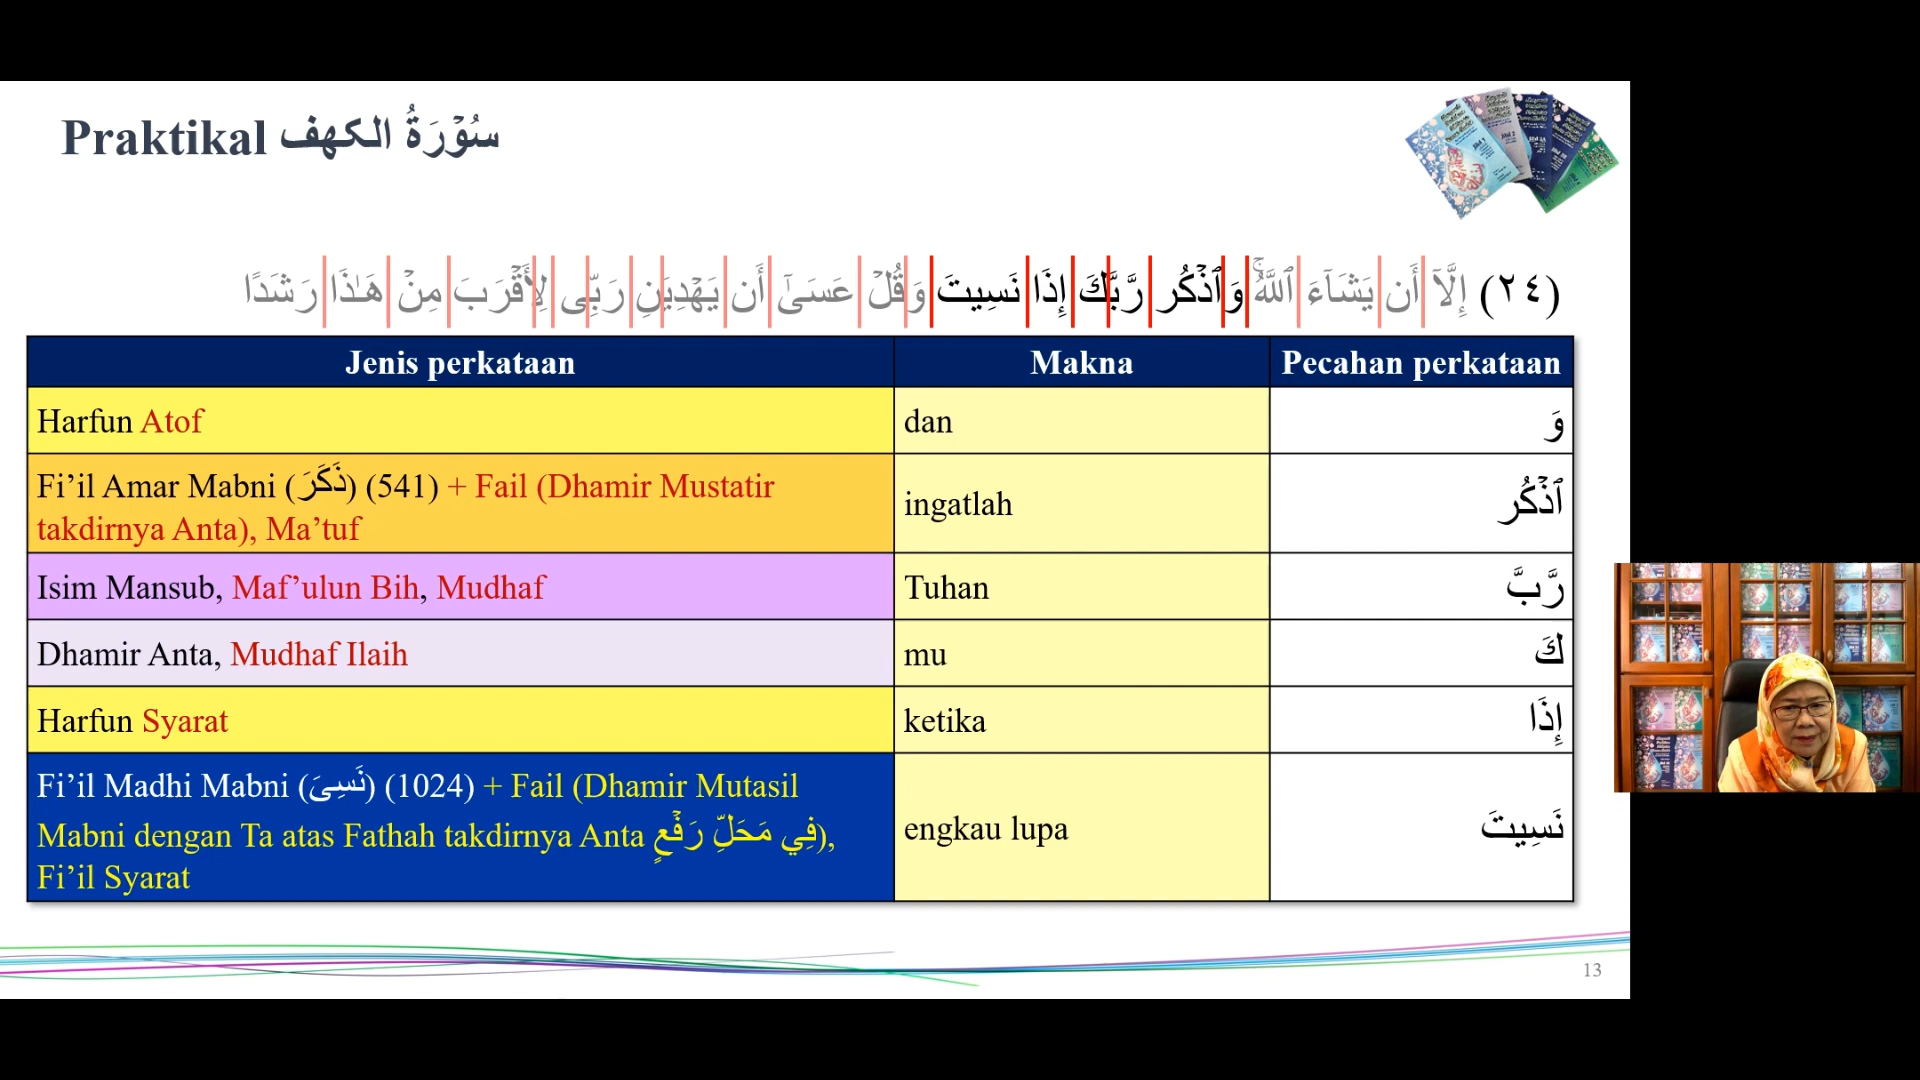 Praktikal سُوْرَةُ الكهف
(٢٤) إِلَّآ أَن يَشَآءَ ٱللَّهُ ۚ وَٱذْكُر رَّبَّكَ إِذَا نَسِيتَ وَقُلْ عَسَىٰٓ أَن يَهْدِيَنِ رَبِّى لِأَقْرَبَ مِنْ هَـٰذَا رَشَدًا
Jenis perkataan Makna Pecahan perkataan
Harfun Atof dan وَ
Fi’il Amar Mabni (ذَكَرَ) (541) + Fail (Dhamir Mustatir
takdirnya Anta), Ma’tuf
ingatlah ٱذْكُر
Isim Mansub, Maf’ulun Bih, Mudhaf Tuhan رَّبَّ
Dhamir Anta, Mudhaf Ilaih mu كَ
Harfun Syarat ketika إِذَا
Fi’il Madhi Mabni (نَسِىَ) (1024) + Fail (Dhamir Mutasil
Mabni dengan Ta atas Fathah takdirnya Anta فِي مَحَلِّ رَفْعٍ),
Fi’il Syarat
engkau lupa نَسِيتَ
13